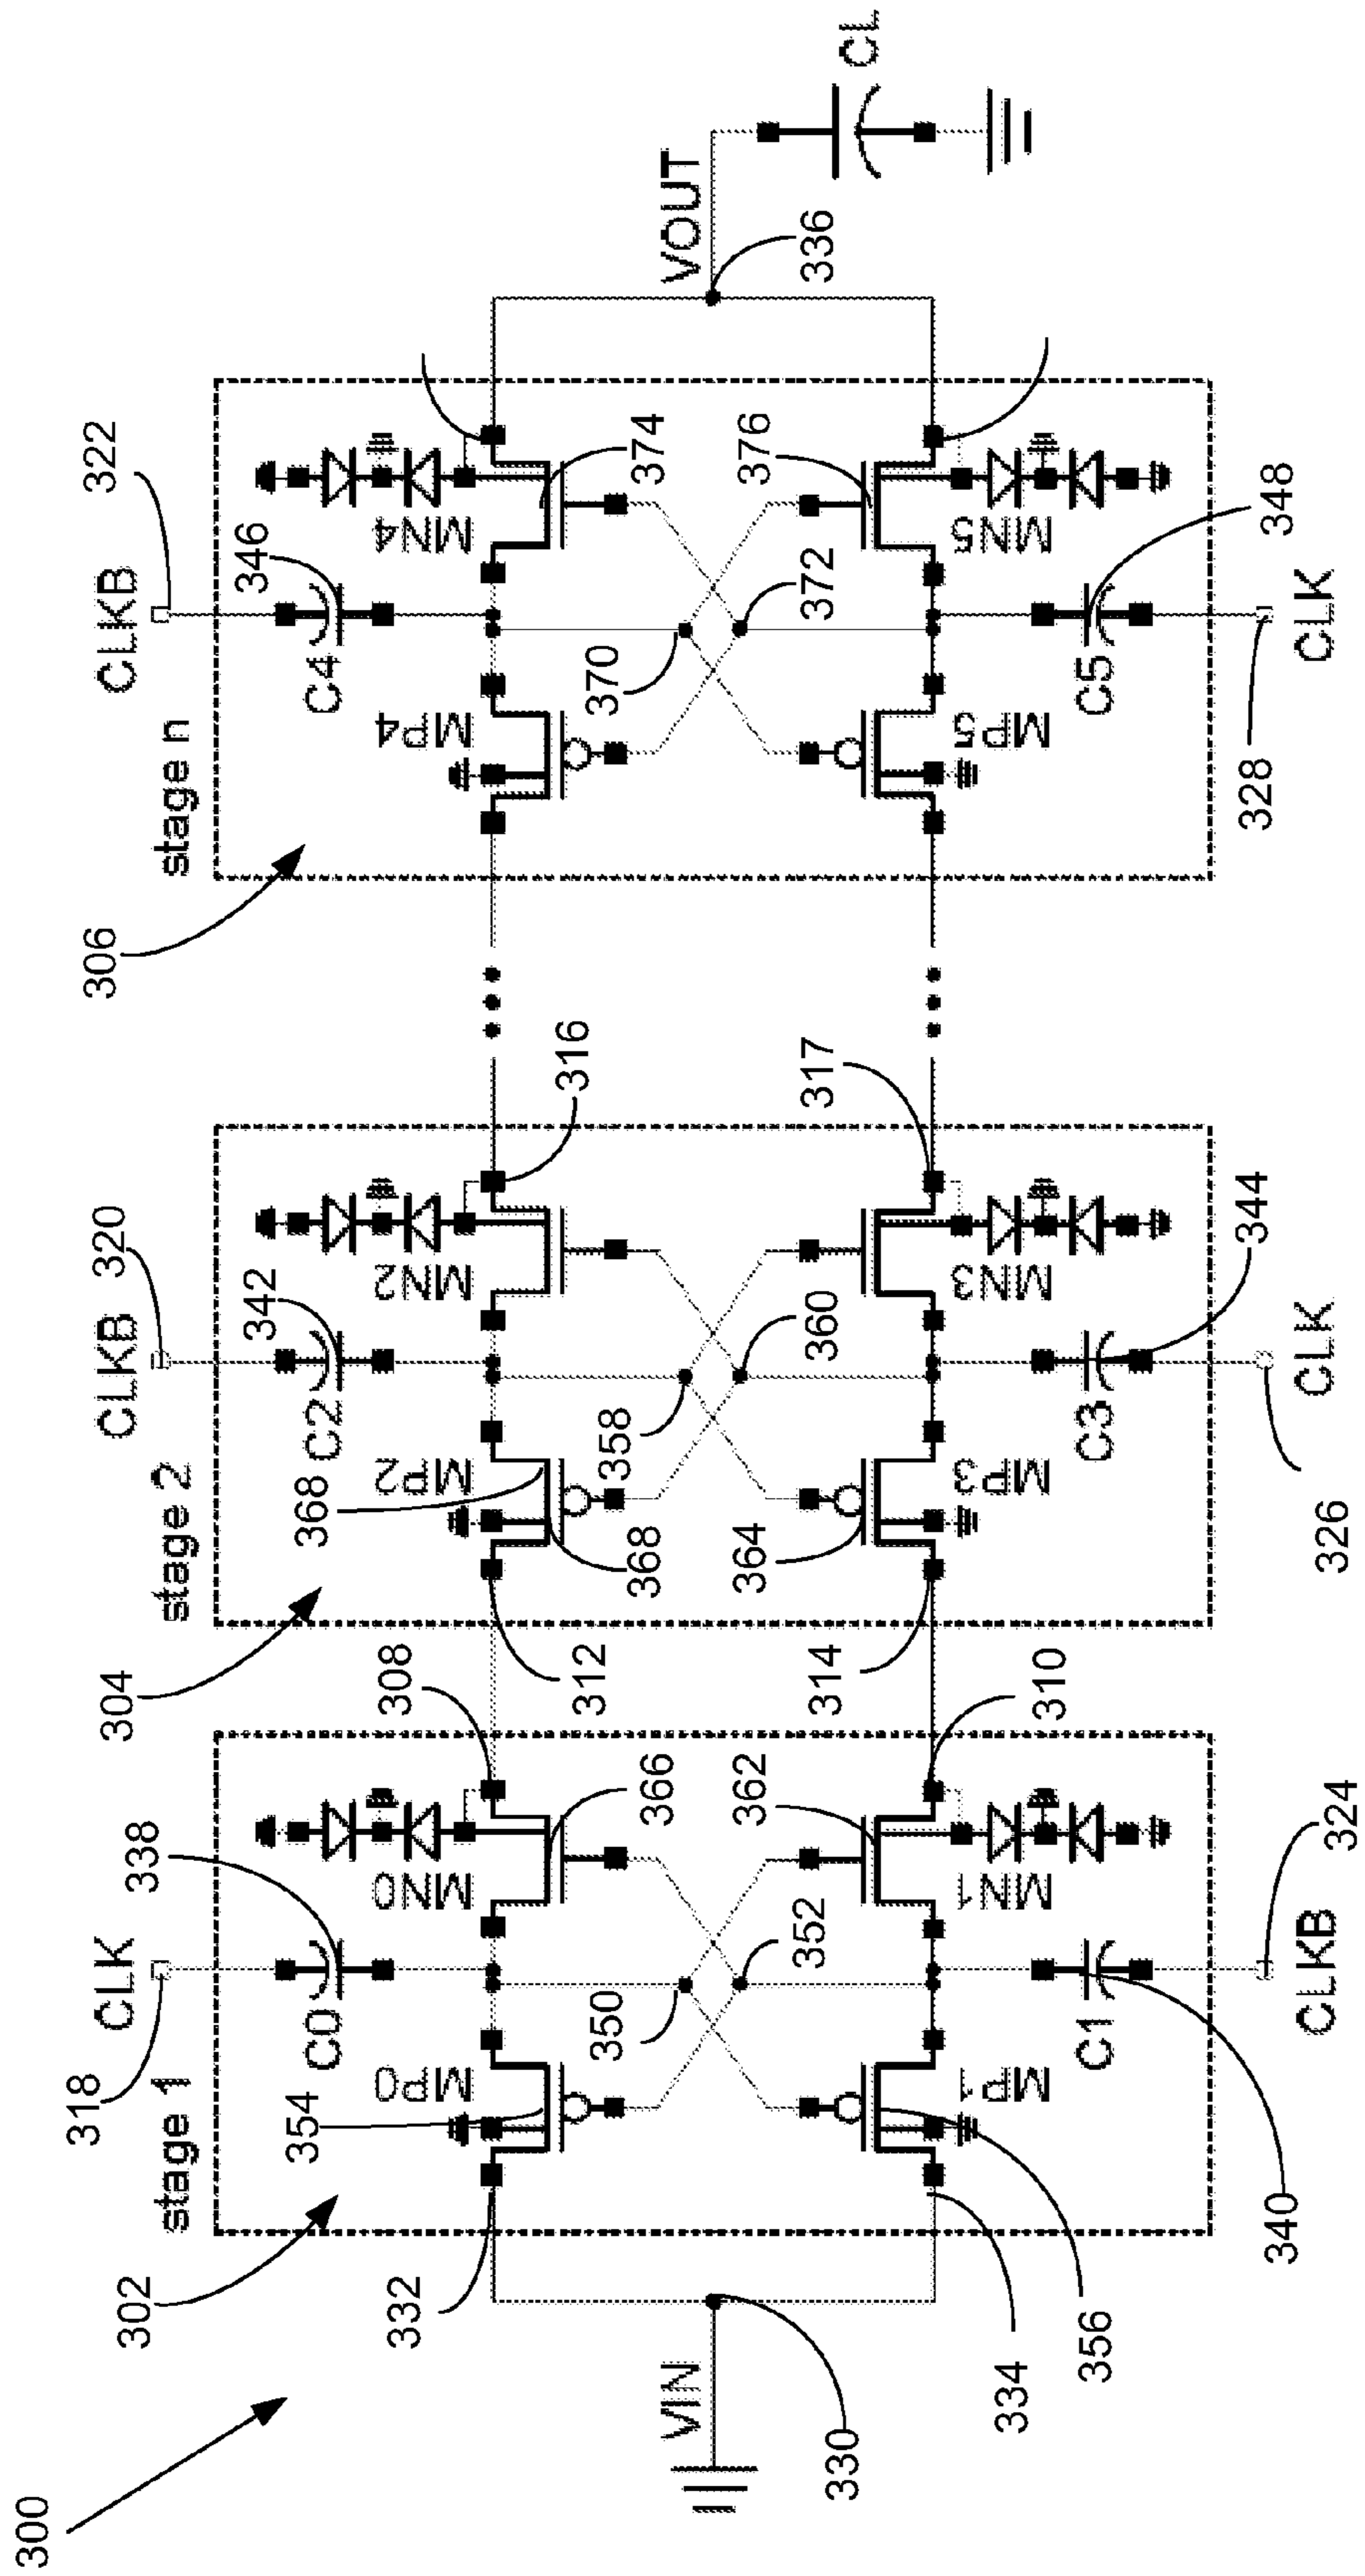 300
302
304
306
stage 1
stage 2
stage n
318
CLK
320
CLKB
322
CLKB
338
C0
342
C2
346
C4
354
MP0
MN0
308
368
MP2
MN2
316
MP4
MN4
332
366
312
368
374
VIN
350
352
358
360
370
372
VOUT
336
CL
330
334
356
362
310
314
364
317
376
MP1
MN1
MP3
MN3
MP5
MN5
C1
C3
C5
340
344
348
CLKB
324
326
CLK
328
CLK